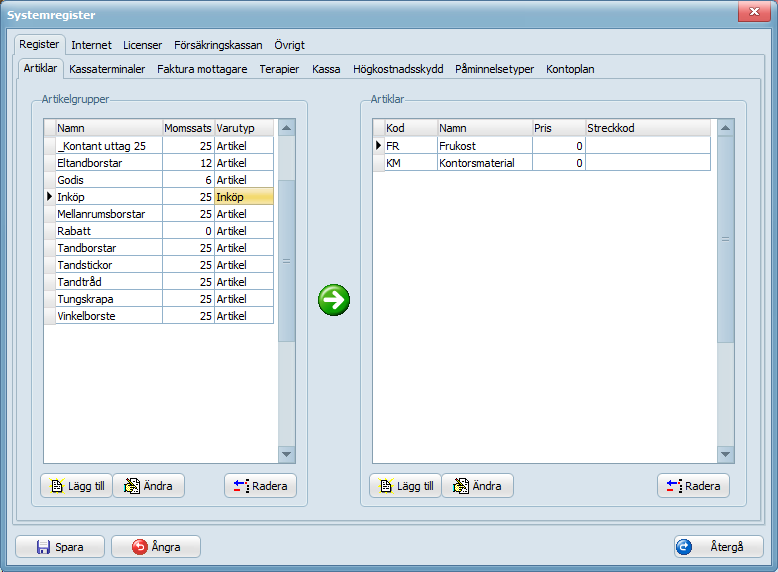 Systemregister
Register Internet Licenser Försäkringskassan Övrigt
Artiklar Kassaterminaler Faktura mottagare Terapier Kassa Högkostnadsskydd Påminnelsetyper Kontoplan
Artikelgrupper
Namn Momssats Varutyp
_Kontant uttag 25 25 Artikel
Eltandborstar 12 Artikel
Godis 6 Artikel
Inköp 25 Inköp
Mellanrumsborstar 25 Artikel
Rabatt 0 Artikel
Tandborstar 25 Artikel
Tandstickor 25 Artikel
Tandtråd 25 Artikel
Tungskrapa 25 Artikel
Vinkelborste 25 Artikel
Lägg till Ändra Radera
Artiklar
Kod Namn Pris Streckkod
FR Frukost 0
KM Kontorsmaterial 0
Lägg till Ändra Radera
Spara Ångra Återgå